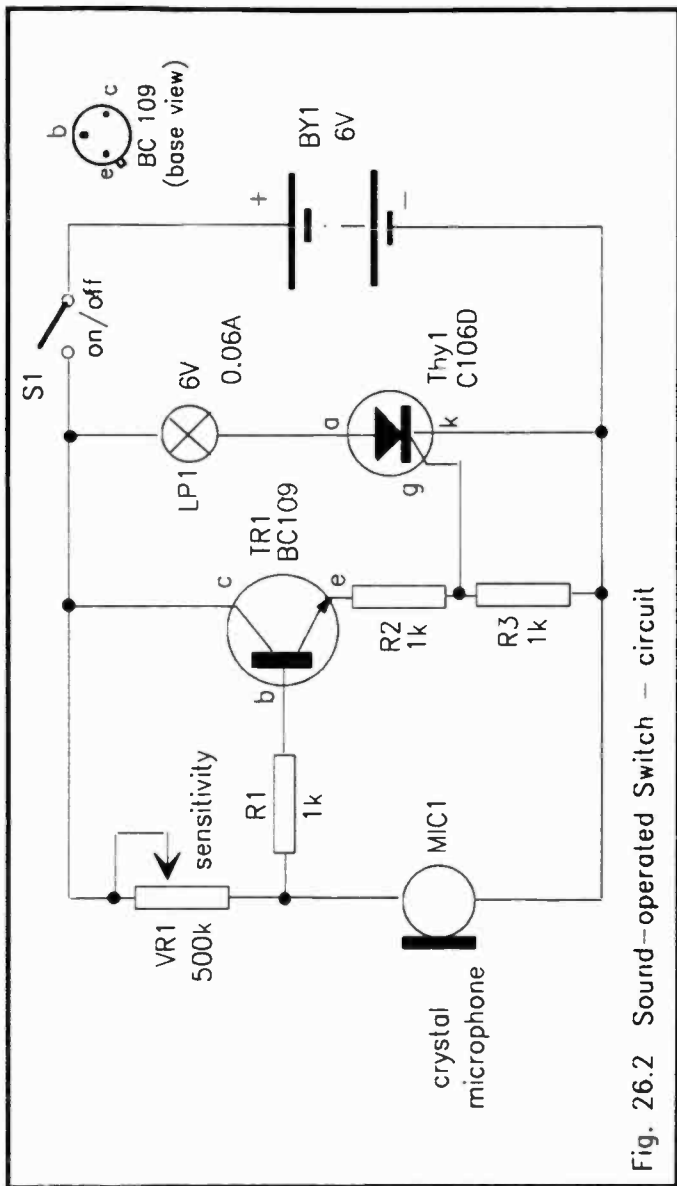 S1
on/off
b
e
c
BC 109
(base view)
VR1
500k
sensitivity
R1
1k
b
c
e
TR1
BC109
LP1
6V
0.06A
+
BY1
6V
−
a
g
k
Thy1
C106D
R2
1k
R3
1k
MIC1
crystal
microphone
Fig. 26.2 Sound-operated Switch − circuit